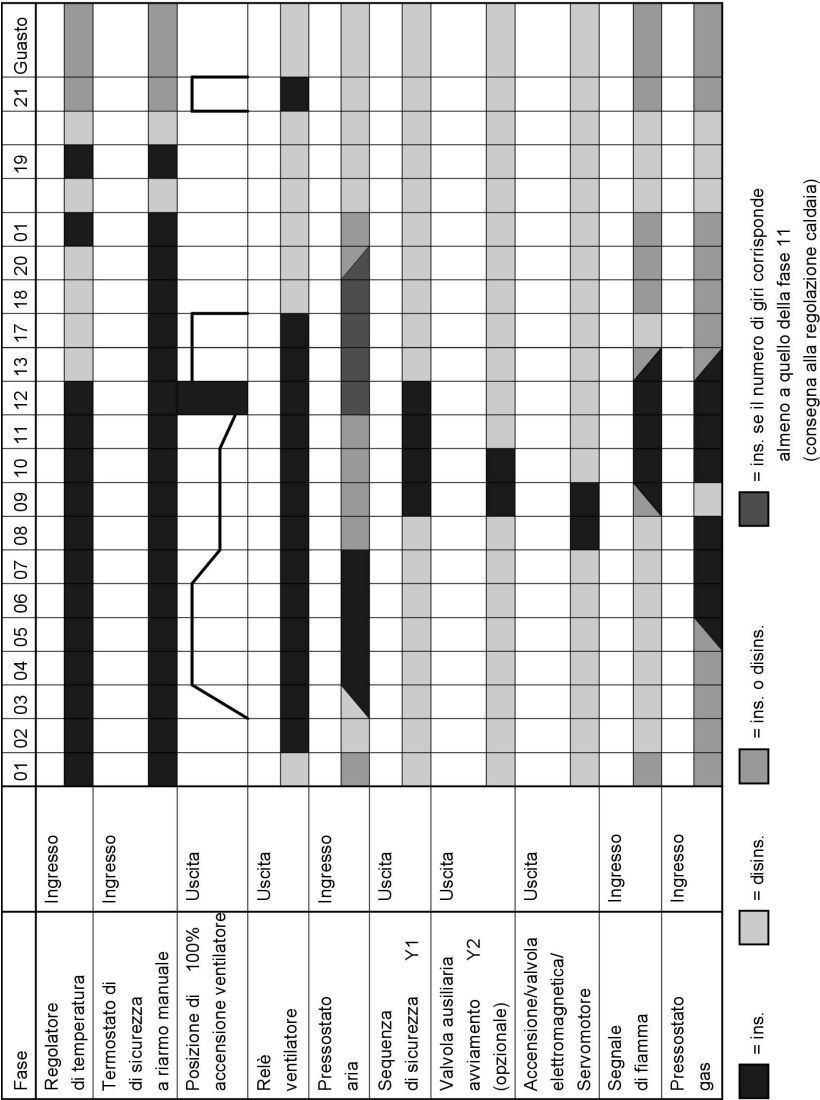 Fase 01 02 03 04 05 06 07 08 09 10 11 12 13 17 18 20 01 19 21 Guasto
Regolatore Ingresso
di temperatura
Termostato di Ingresso
di sicurezza
a riarmo manuale
Posizione di 100% Uscita
accensione ventilatore
Relè Uscita
ventilatore
Pressostato Ingresso
aria
Sequenza Uscita
di sicurezza Y1
Valvola ausiliaria Uscita
avviamento Y2
(opzionale)
Accensione/valvola Uscita
elettromagnetica/
Servomotore
Segnale Ingresso
di fiamma
Pressostato Ingresso
gas
= ins. = disins. = ins. o disins. = ins. se il numero di giri corrisponde
almeno a quello della fase 11
(consegna alla regolazione caldaia)